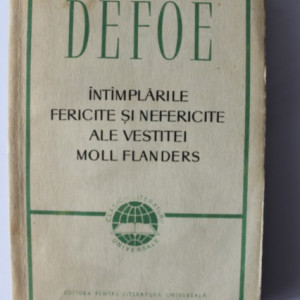 DEFOE
ÎNTÎMPLĂRILE
FERICITE ȘI NEFERICITE
ALE VESTITEI
MOLL FLANDERS
EDITURA PENTRU LITERATURA UNIVERSALĂ